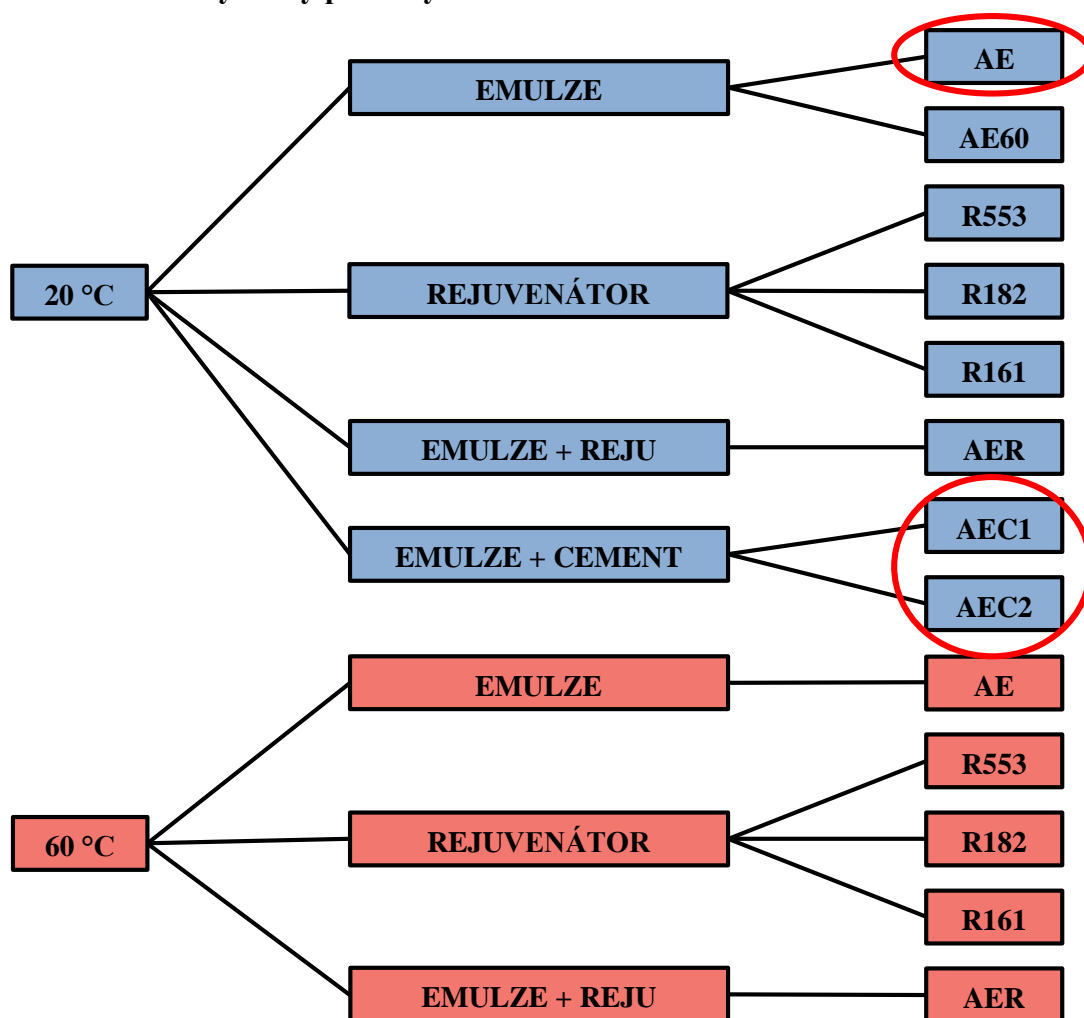 EMULZE
AE
AE60
20 °C
REJUVENÁTOR
R553
R182
R161
EMULZE + REJU
AER
EMULZE + CEMENT
AEC1
AEC2
EMULZE
AE
60 °C
REJUVENÁTOR
R553
R182
R161
EMULZE + REJU
AER